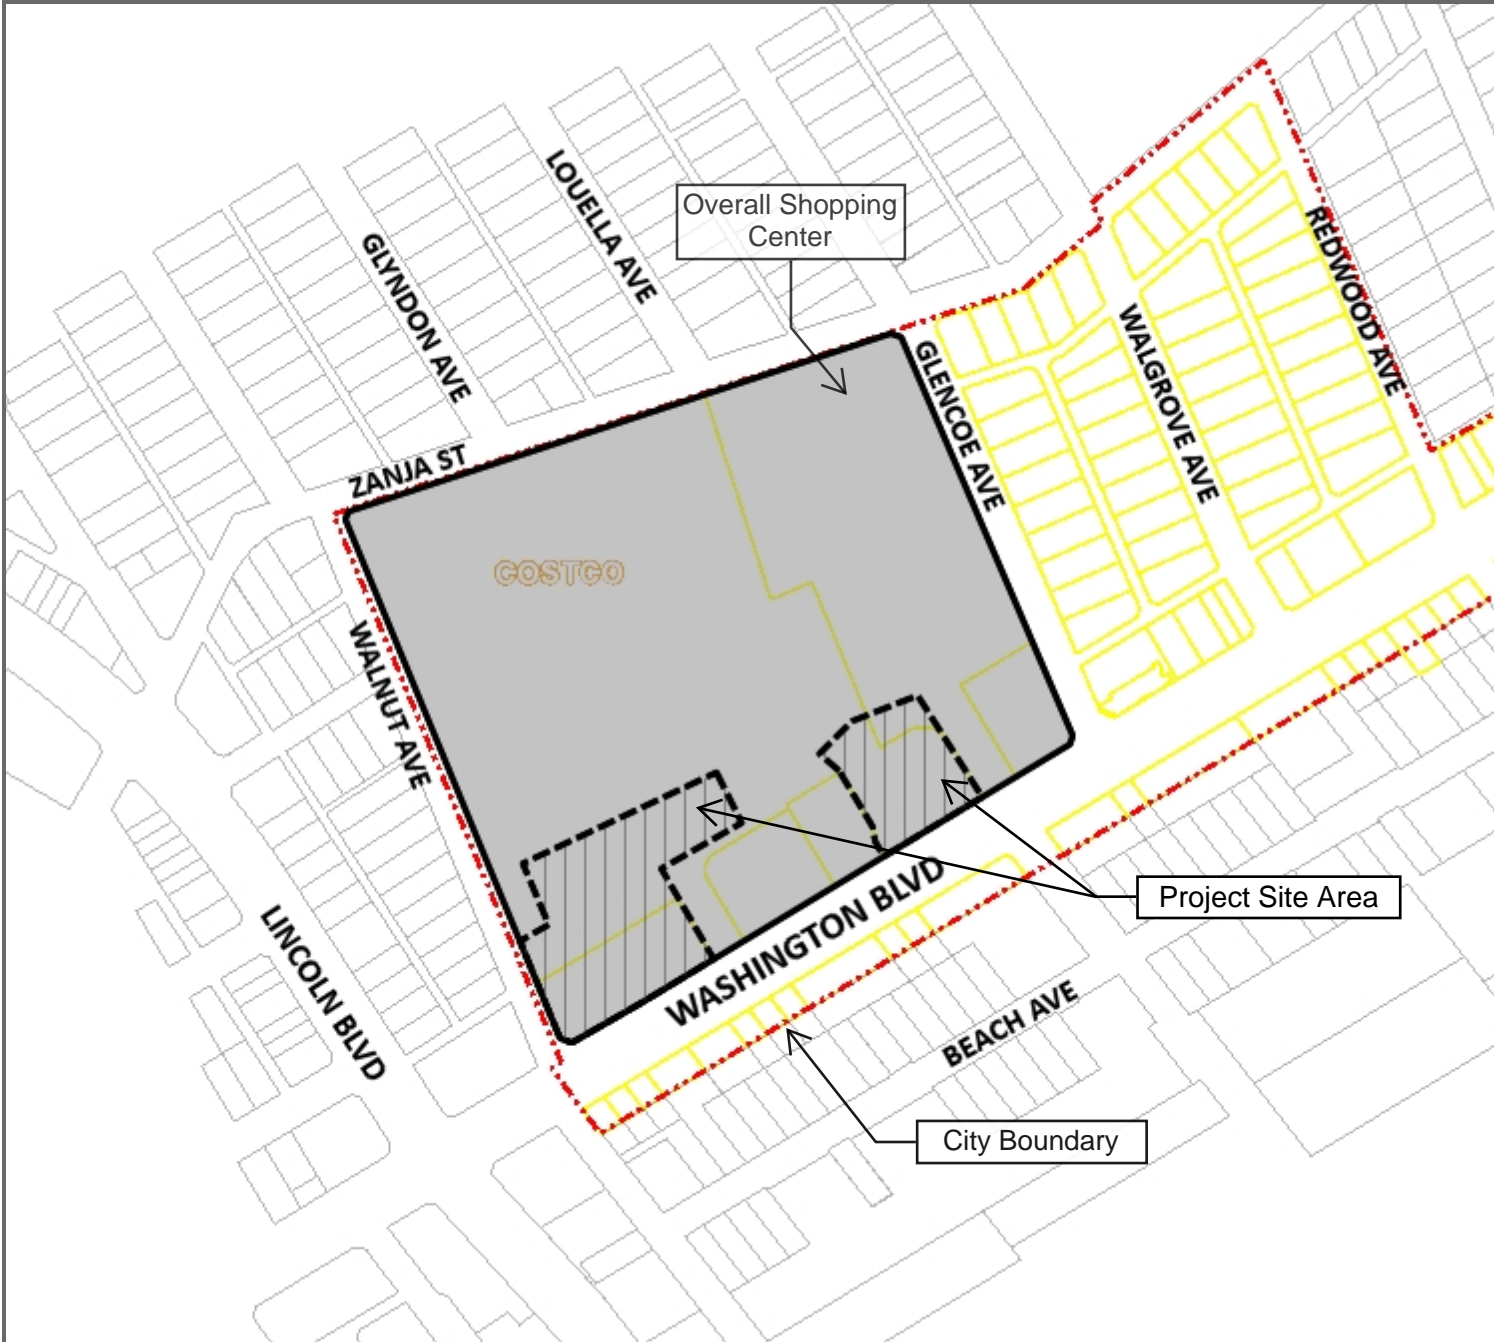 LOUELLA AVE
Overall Shopping
Center
GLYNDON AVE
REDWOOD AVE
WALGROVE AVE
GLENCOE AVE
ZANJA ST
COSTCO
WALNUT AVE
WASHINGTON BLVD
Project Site Area
LINCOLN BLVD
BEACH AVE
City Boundary